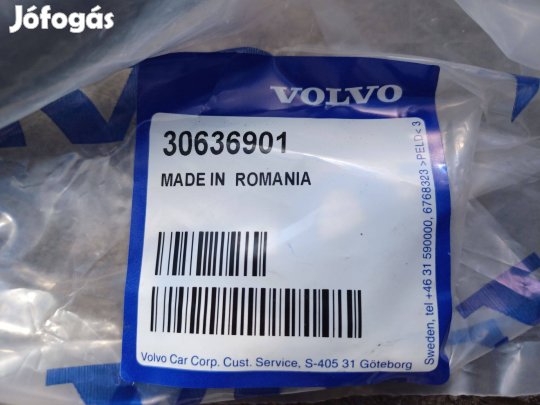 Jófogás
VOLVO
30636901
MADE IN ROMANIA
Volvo Car Corp. Cust. Service, S-405 31 Göteborg
Sweden, tel +46 31 590000, 6768323 >PELD<3